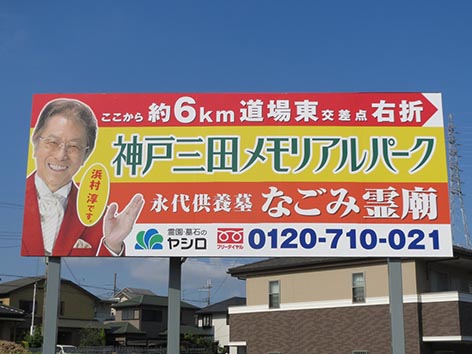 ここから約6km道場東交差点右折
神戸三田メモリアルパーク
浜村
淳です。
永代供養墓なごみ霊廟
霊園・墓石の
ヤシロ
フリーダイヤル
0120-710-021